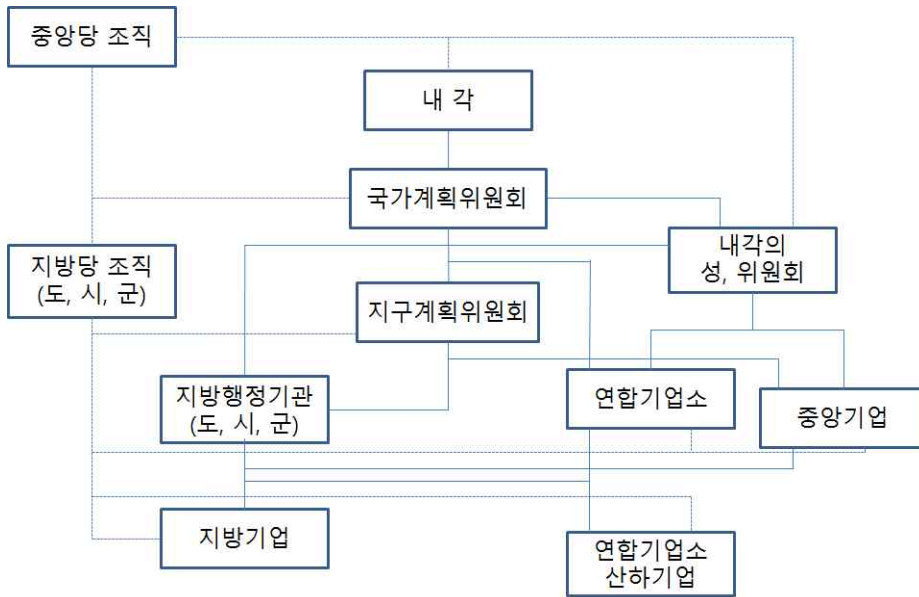 중앙당 조직
내 각
국가계획위원회
내각의
성, 위원회
지방당 조직
(도, 시, 군)
지구계획위원회
지방행정기관
(도, 시, 군)
연합기업소
중앙기업
지방기업
연합기업소
산하기업